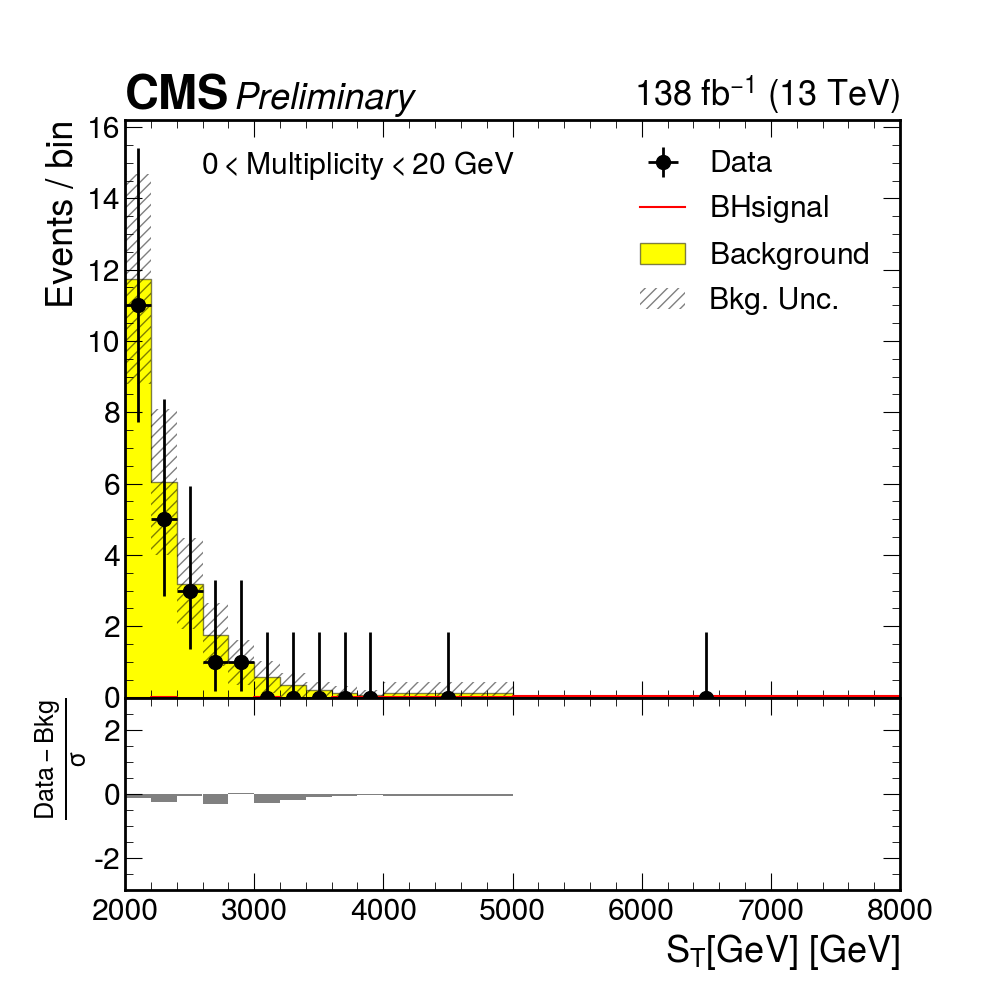 CMS Preliminary 138 fb⁻¹ (13 TeV)
Events / bin
0 < Multiplicity < 20 GeV
Data
BHsignal
Background
Bkg. Unc.
16
14
12
10
8
6
4
2
0
Data – Bkg
σ
2
0
-2
2000 3000 4000 5000 6000 7000 8000
S_T[GeV] [GeV]